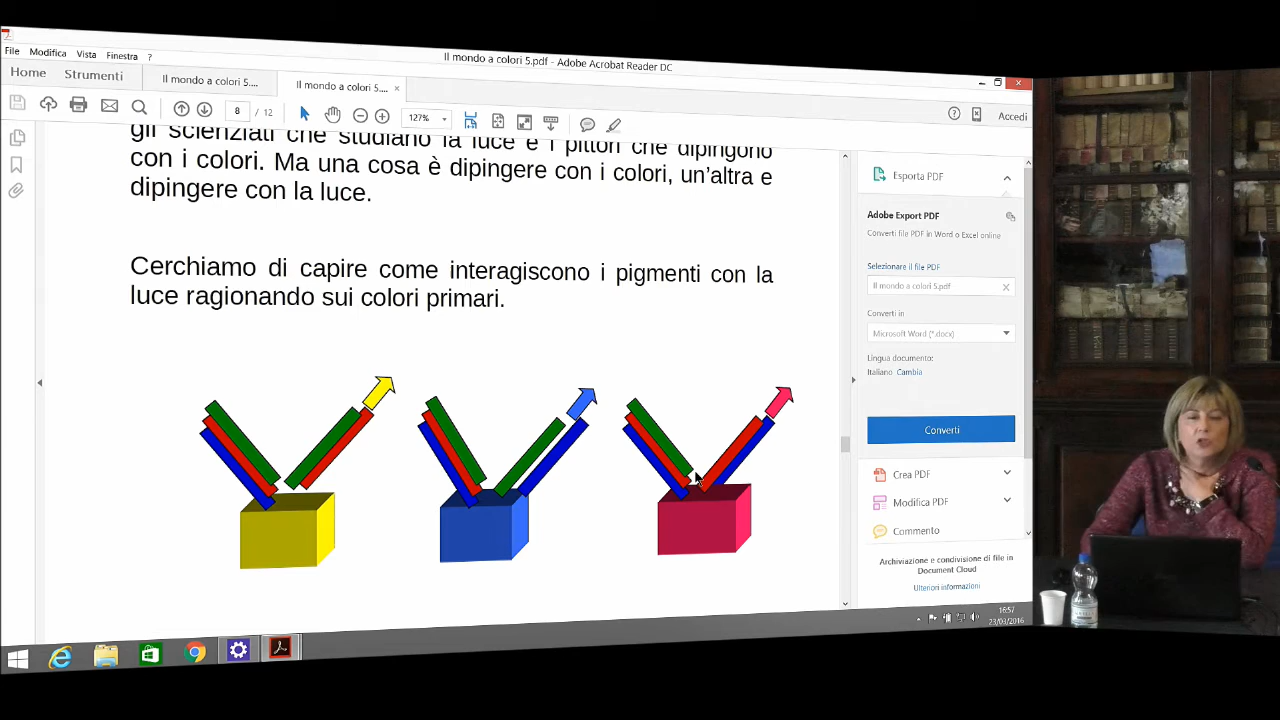 Il mondo a colori 5.pdf - Adobe Acrobat Reader DC
File Modifica Vista Finestra ?
Home Strumenti Il mondo a colori 5.... Il mondo a colori 5.... ×
8 / 12 127% Accedi
gli scienziati che studiano la luce e i pittori che dipingono
con i colori. Ma una cosa è dipingere con i colori, un'altra e
dipingere con la luce.
Cerchiamo di capire come interagiscono i pigmenti con la
luce ragionando sui colori primari.
Esporta PDF
Adobe Export PDF
Converti file PDF in Word o Excel online
Selezionare il file PDF
Il mondo a colori 5.pdf
Converti in
Microsoft Word (*.docx)
Lingua documento:
Italiano Cambia
Converti
Crea PDF
Modifica PDF
Commento
Archiviazione e condivisione di file in
Document Cloud
Ulteriori informazioni
16:57
23/03/2016